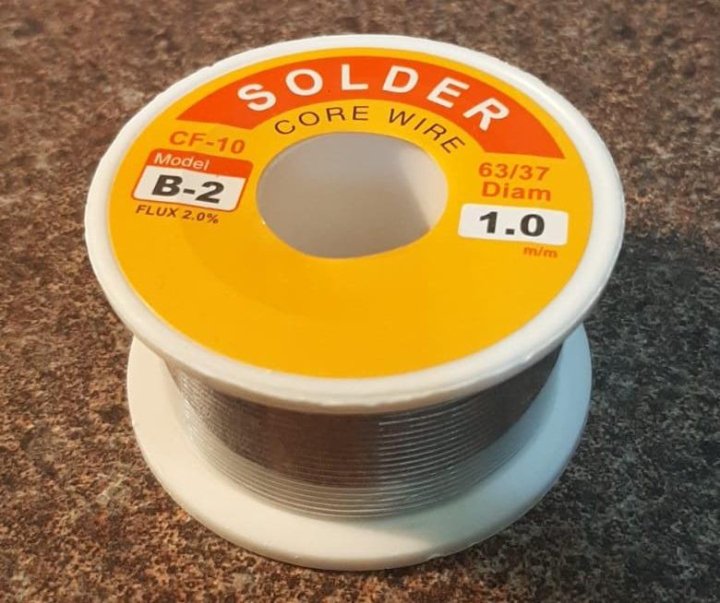 SOLDER
CORE WIRE
CF-10
Model
B-2
FLUX 2.0%
63/37
Diam
1.0
m/m